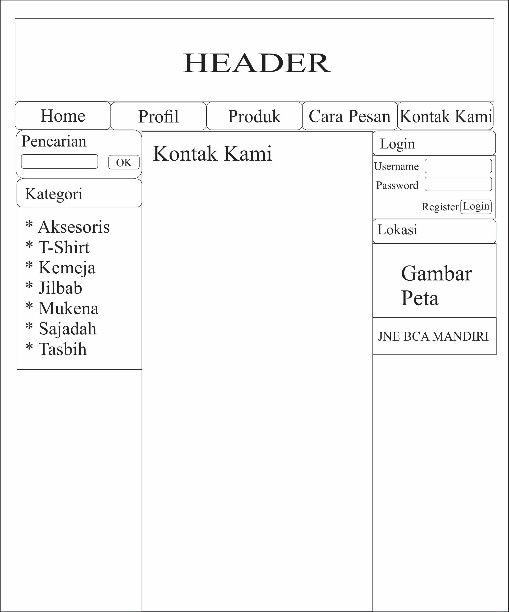 HEADER
Home Profil Produk Cara Pesan Kontak Kami
Pencarian
OK
Kategori
* Aksesoris
* T-Shirt
* Kemeja
* Jilbab
* Mukena
* Sajadah
* Tasbih
Kontak Kami
Login
Username
Password
Register Login
Lokasi
Gambar
Peta
JNE BCA MANDIRI